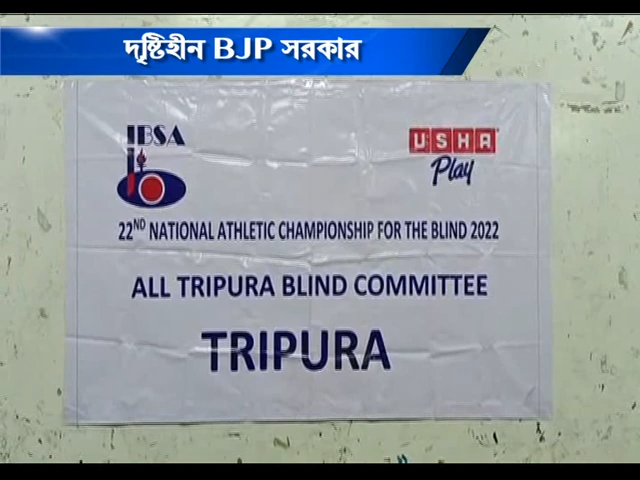 দৃষ্টিহীন BJP সরকার
IBSA
USHA
Play
22ND NATIONAL ATHLETIC CHAMPIONSHIP FOR THE BLIND 2022
ALL TRIPURA BLIND COMMITTEE
TRIPURA